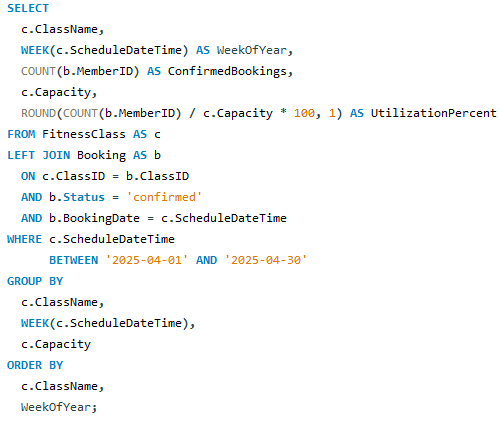 SELECT
  c.ClassName,
  WEEK(c.ScheduleDateTime) AS WeekOfYear,
  COUNT(b.MemberID) AS ConfirmedBookings,
  c.Capacity,
  ROUND(COUNT(b.MemberID) / c.Capacity * 100, 1) AS UtilizationPercent
FROM FitnessClass AS c
LEFT JOIN Booking AS b
  ON c.ClassID = b.ClassID
  AND b.Status = 'confirmed'
  AND b.BookingDate = c.ScheduleDateTime
WHERE c.ScheduleDateTime
      BETWEEN '2025-04-01' AND '2025-04-30'
GROUP BY
  c.ClassName,
  WEEK(c.ScheduleDateTime),
  c.Capacity
ORDER BY
  c.ClassName,
  WeekOfYear;